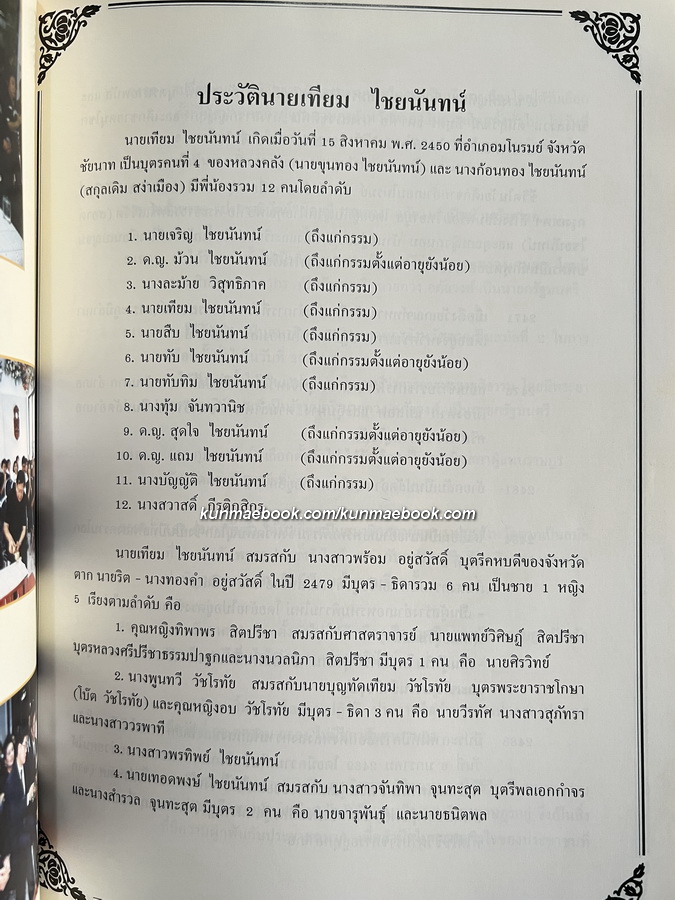 ประวัตินายเทียม ไชยนันทน์
นายเทียม ไชยนันทน์ เกิดเมื่อวันที่ 15 สิงหาคม พ.ศ. 2450 ที่อำเภอมโนรมย์ จังหวัด
ชัยนาท เป็นบุตรคนที่ 4 ของหลวงคลัง (นายขุนทอง ไชยนันทน์) และ นางก้อนทอง ไชยนันทน์
(สกุลเดิม สง่าเมือง) มีพี่น้องรวม 12 คนโดยลำดับ
1. นายเจริญ ไชยนันทน์ (ถึงแก่กรรม)
2. ด.ญ. ม้วน ไชยนันทน์ (ถึงแก่กรรมตั้งแต่อายุยังน้อย)
3. นางละม้าย วิสุทธิภาค (ถึงแก่กรรม)
4. นายเทียม ไชยนันทน์ (ถึงแก่กรรม)
5. นายสืบ ไชยนันทน์ (ถึงแก่กรรม)
6. นายทับ ไชยนันทน์ (ถึงแก่กรรมตั้งแต่อายุยังน้อย)
7. นายทับทิม ไชยนันทน์ (ถึงแก่กรรม)
8. นางทุ้ม จันทวานิช
9. ด.ญ. สุดใจ ไชยนันทน์ (ถึงแก่กรรมตั้งแต่อายุยังน้อย)
10. ด.ญ. แถม ไชยนันทน์ (ถึงแก่กรรมตั้งแต่อายุยังน้อย)
11. นางบัญญัติ ไชยนันทน์ (ถึงแก่กรรม)
12. นางสวาสดิ์
kunmaebook.com/kunmaebook.com
นายเทียม ไชยนันทน์ สมรสกับ นางสาวพร้อม อยู่สวัสดิ์ บุตรีคหบดีของจังหวัด
ตาก นายริต - นางทองคำ อยู่สวัสดิ์ ในปี 2479 มีบุตร - ธิดารวม 6 คน เป็นชาย 1 หญิง
5 เรียงตามลำดับ คือ
1. คุณหญิงทิพาพร สิตปรีชา สมรสกับศาสตราจารย์ นายแพทย์วิศิษฏ์ สิตปรีชา
บุตรหลวงศรีปรีชาธรรมปาฐกและนางนวลนิภา สิตปรีชา มีบุตร 1 คน คือ นายศิรวิทย์
2. นางพูนทวี วัชโรทัย สมรสกับนายบุญทัดเทียม วัชโรทัย บุตรพระยาราชโกษา
(โบ๊ต วัชโรทัย) และคุณหญิงอบ วัชโรทัย มีบุตร - ธิดา 3 คน คือ นายวีรทัศ นางสาวสุภัทรา
และนางสาววรพาที
3. นางสาวพรทิพย์ ไชยนันทน์
4. นายเทอดพงษ์ ไชยนันทน์ สมรสกับ นางสาวจันทิพา จุนทะสุต บุตรีพลเอกกำจร
และนางสำรวล จุนทะสุต มีบุตร 2 คน คือ นายจารุพันธุ์ และนายธนิตพล